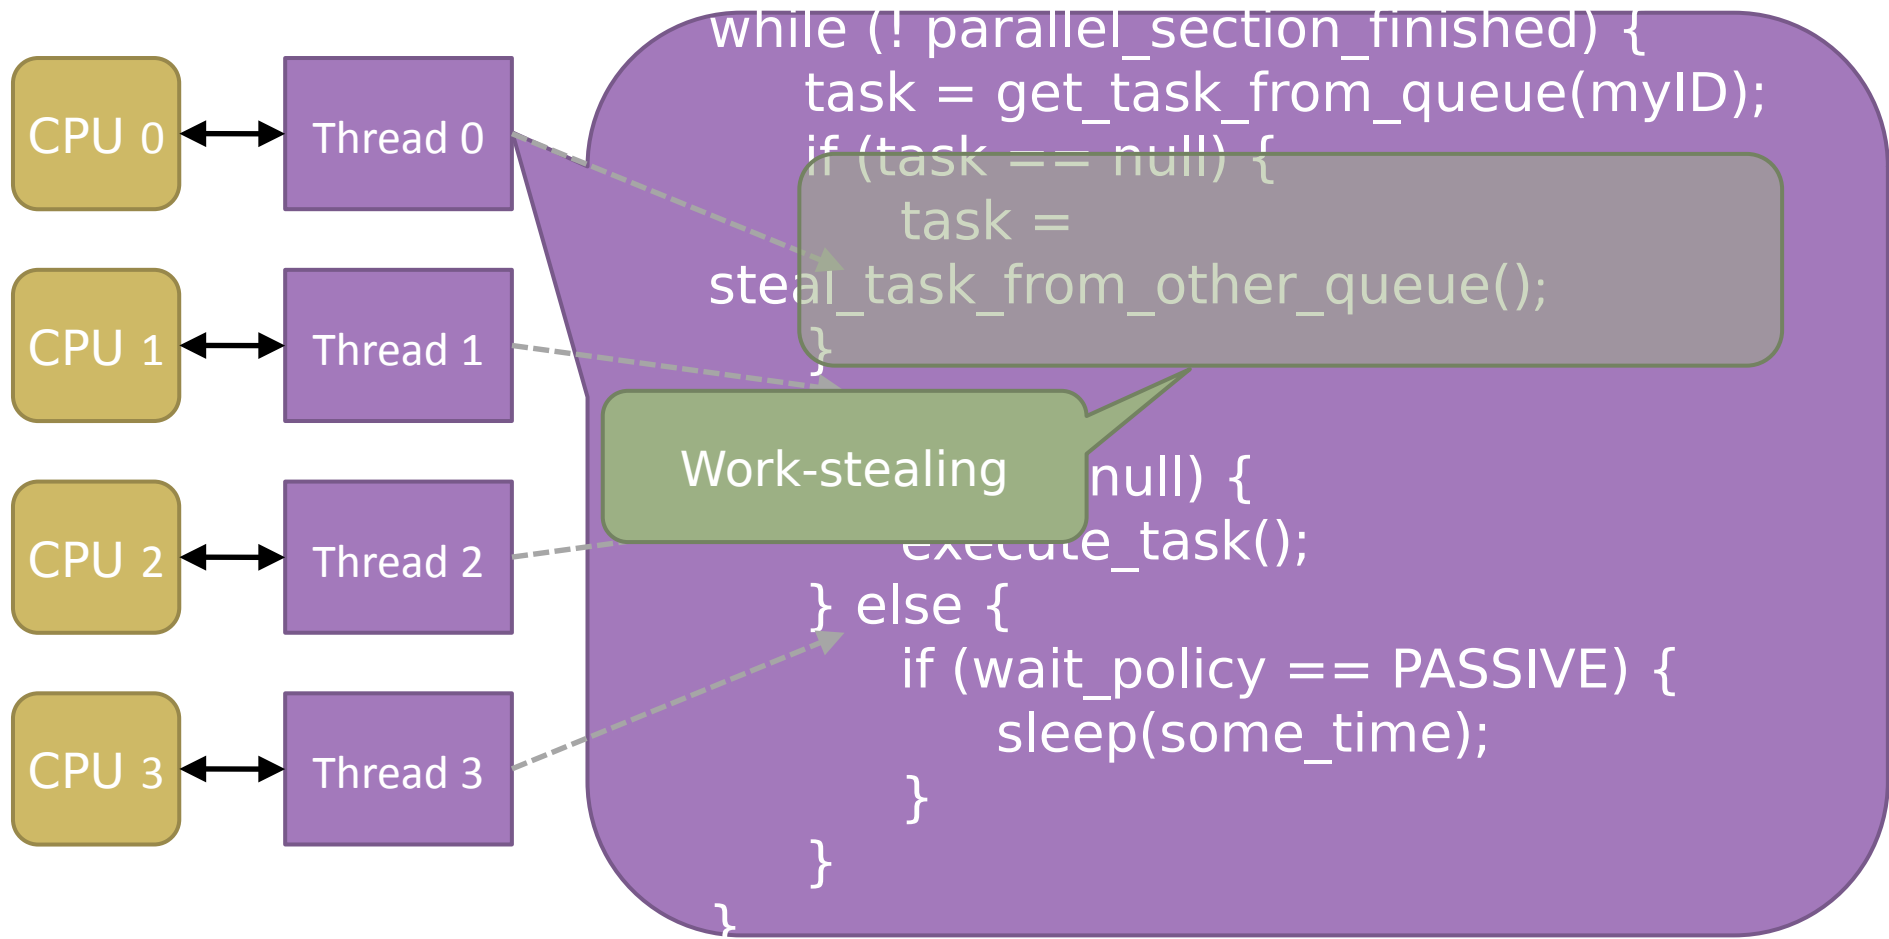 CPU 0
Thread 0
CPU 1
Thread 1
CPU 2
Thread 2
CPU 3
Thread 3
while (! parallel_section_finished) {
task = get_task_from_queue(myID);
if (task == null) {
task =
steal_task_from_other_queue();
}
Work-stealing
null) {
execute_task();
} else {
if (wait_policy == PASSIVE) {
sleep(some_time);
}
}
}